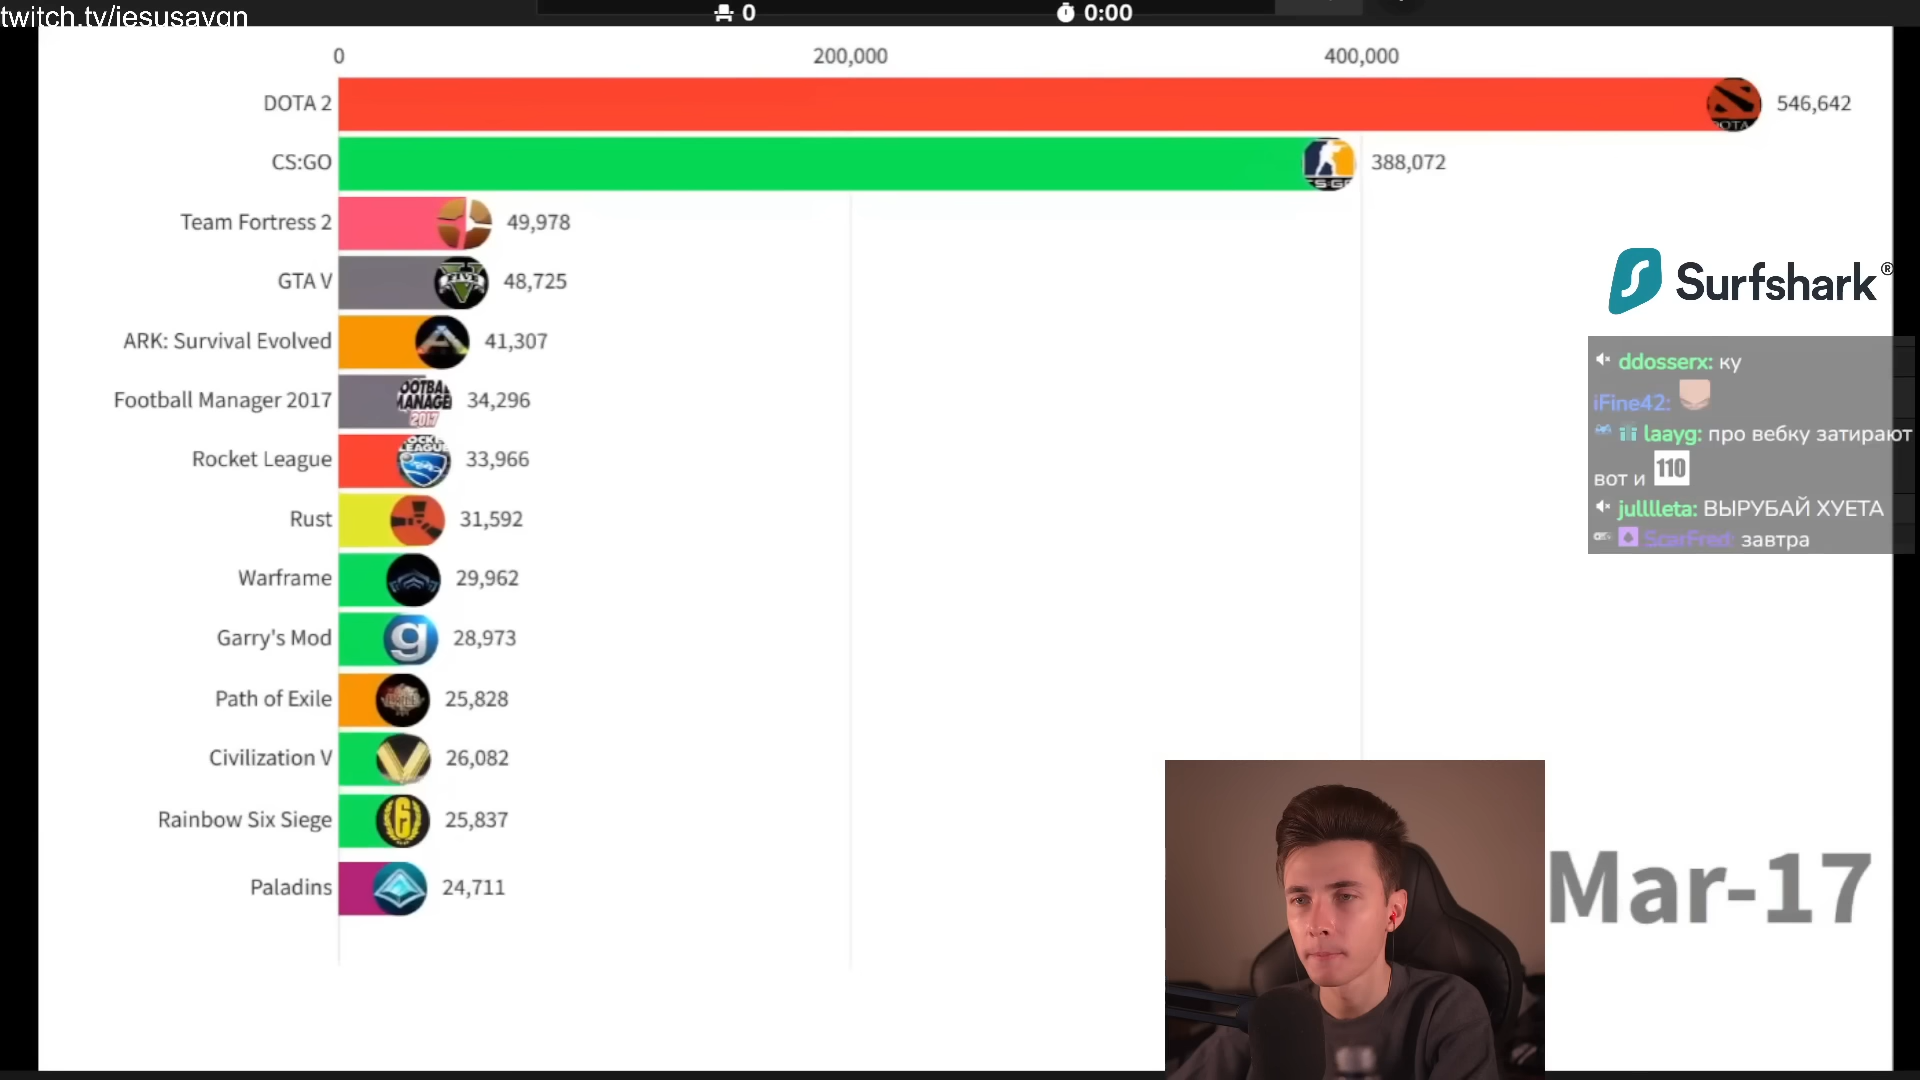 twitch.tv/jesusavgn
0
0:00
0
200,000
400,000
DOTA 2
546,642
CS:GO
388,072
Team Fortress 2
49,978
GTA V
48,725
ARK: Survival Evolved
41,307
Football Manager 2017
34,296
Rocket League
33,966
Rust
31,592
Warframe
29,962
Garry's Mod
28,973
Path of Exile
25,828
Civilization V
26,082
Rainbow Six Siege
25,837
Paladins
24,711
Surfshark®
ddosserx: ку
iFine42:
laayg: про вебку затирают
вот и 110
julllleta: ВЫРУБАЙ ХУЕТА
ScarFred: завтра
Mar-17